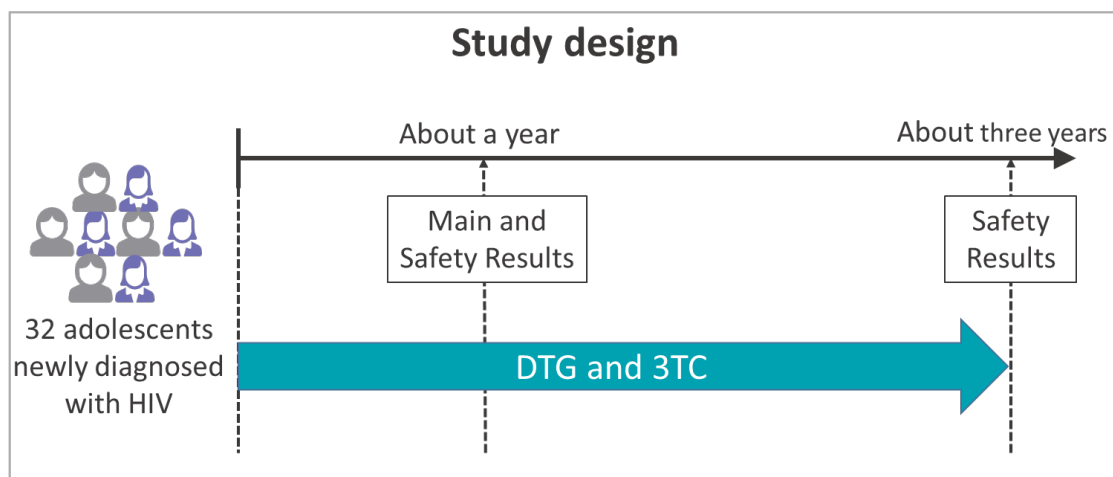 Study design
About a year
About three years
Main and
Safety Results
Safety
Results
32 adolescents
newly diagnosed
with HIV
DTG and 3TC